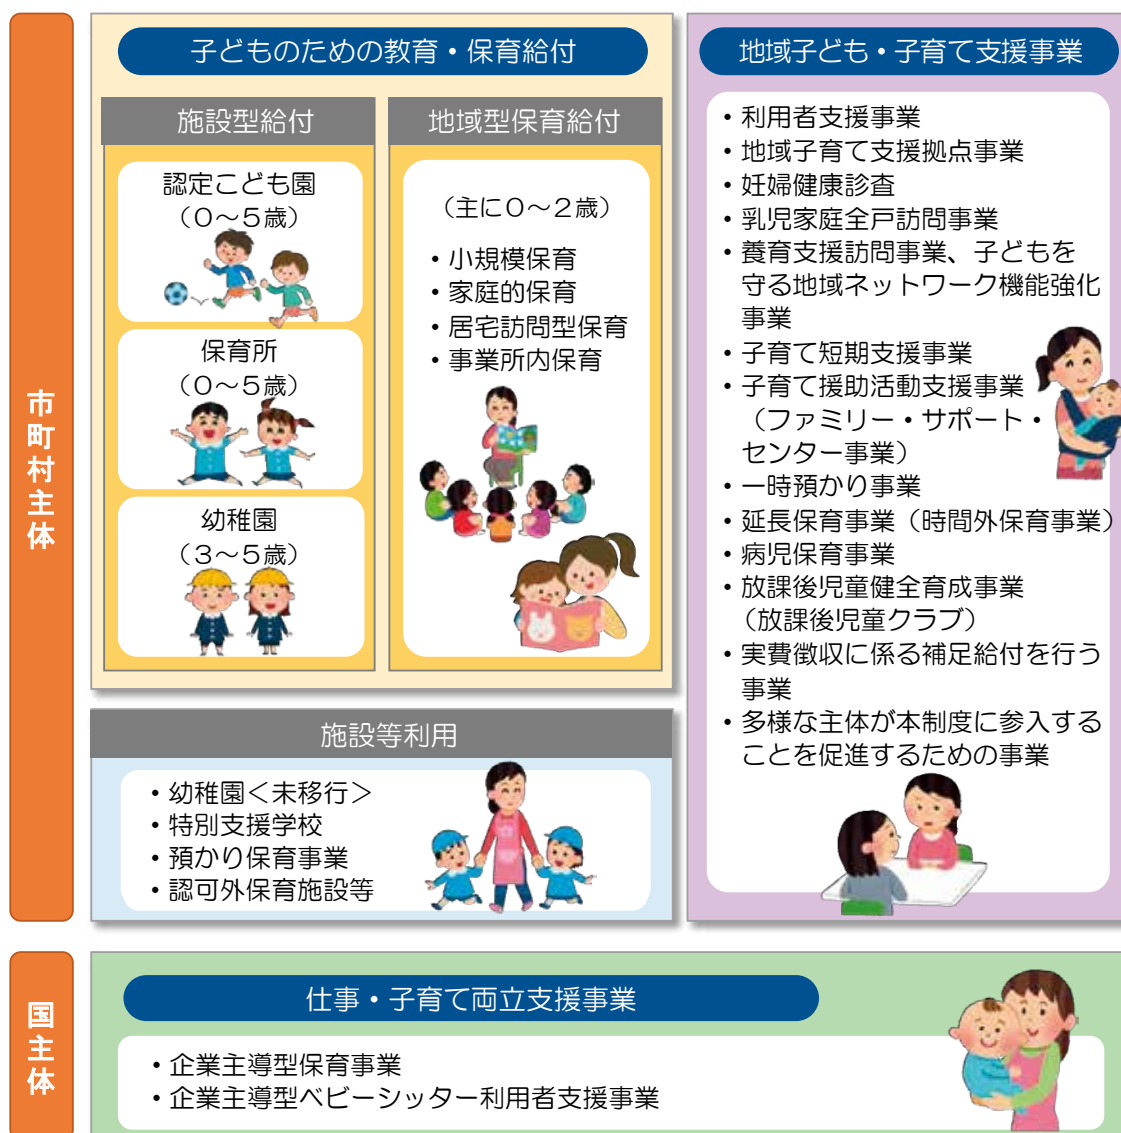 市町村主体
子どものための教育・保育給付
施設型給付
認定こども園
（0～5歳）
保育所
（0～5歳）
幼稚園
（3～5歳）
地域型保育給付
（主に0～2歳）
・小規模保育
・家庭的保育
・居宅訪問型保育
・事業所内保育
施設等利用
・幼稚園＜未移行＞
・特別支援学校
・預かり保育事業
・認可外保育施設等
地域子ども・子育て支援事業
・利用者支援事業
・地域子育て支援拠点事業
・妊婦健康診査
・乳児家庭全戸訪問事業
・養育支援訪問事業、子どもを
守る地域ネットワーク機能強化
事業
・子育て短期支援事業
・子育て援助活動支援事業
（ファミリー・サポート・
センター事業）
・一時預かり事業
・延長保育事業（時間外保育事業）
・病児保育事業
・放課後児童健全育成事業
（放課後児童クラブ）
・実費徴収に係る補足給付を行う
事業
・多様な主体が本制度に参入する
ことを促進するための事業
国主体
仕事・子育て両立支援事業
・企業主導型保育事業
・企業主導型ベビーシッター利用者支援事業